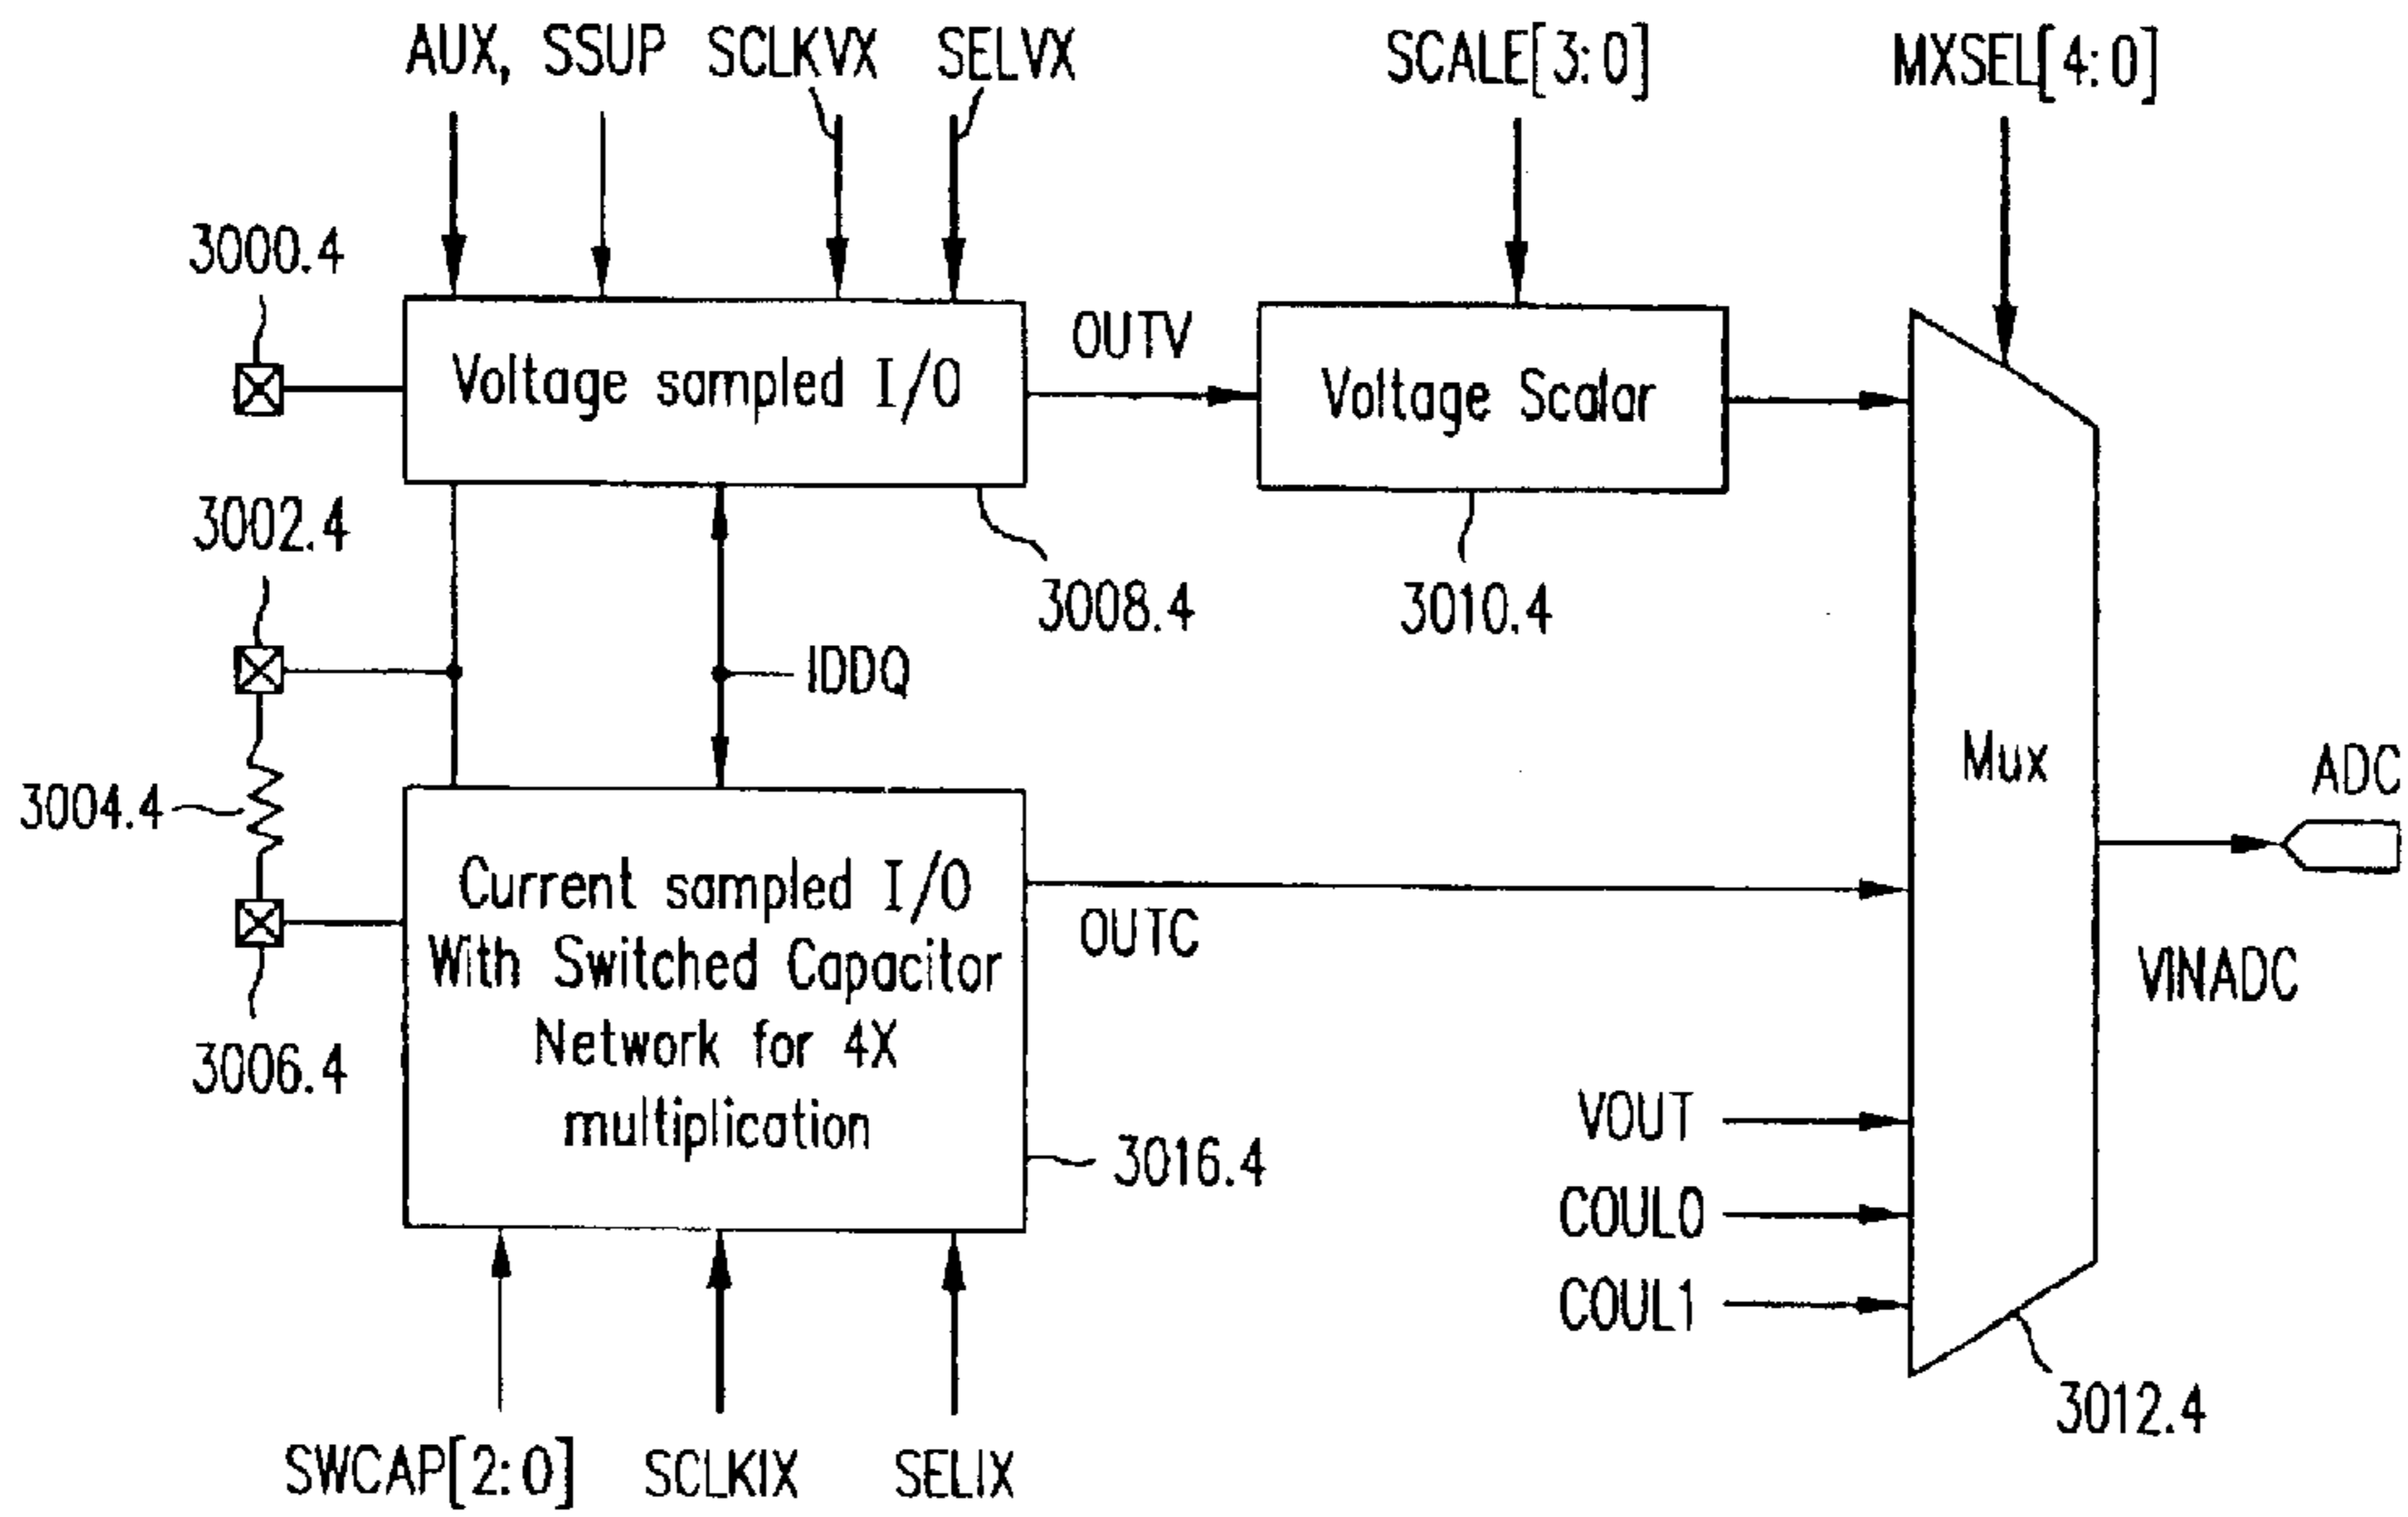 AUX, SSUP SCLKVX SELVX SCALE[3:0] MXSEL[4:0]
3000.4
Voltage sampled I/O
OUTV
Voltage Scalar
3002.4
3008.4
3010.4
IDDQ
Mux
ADC
3004.4
Current sampled I/O
With Switched Capacitor
Network for 4X
multiplication
OUTC
VINADC
3006.4
VOUT
3016.4
COUL0
COUL1
3012.4
SWCAP[2:0] SCLKIX SELIX